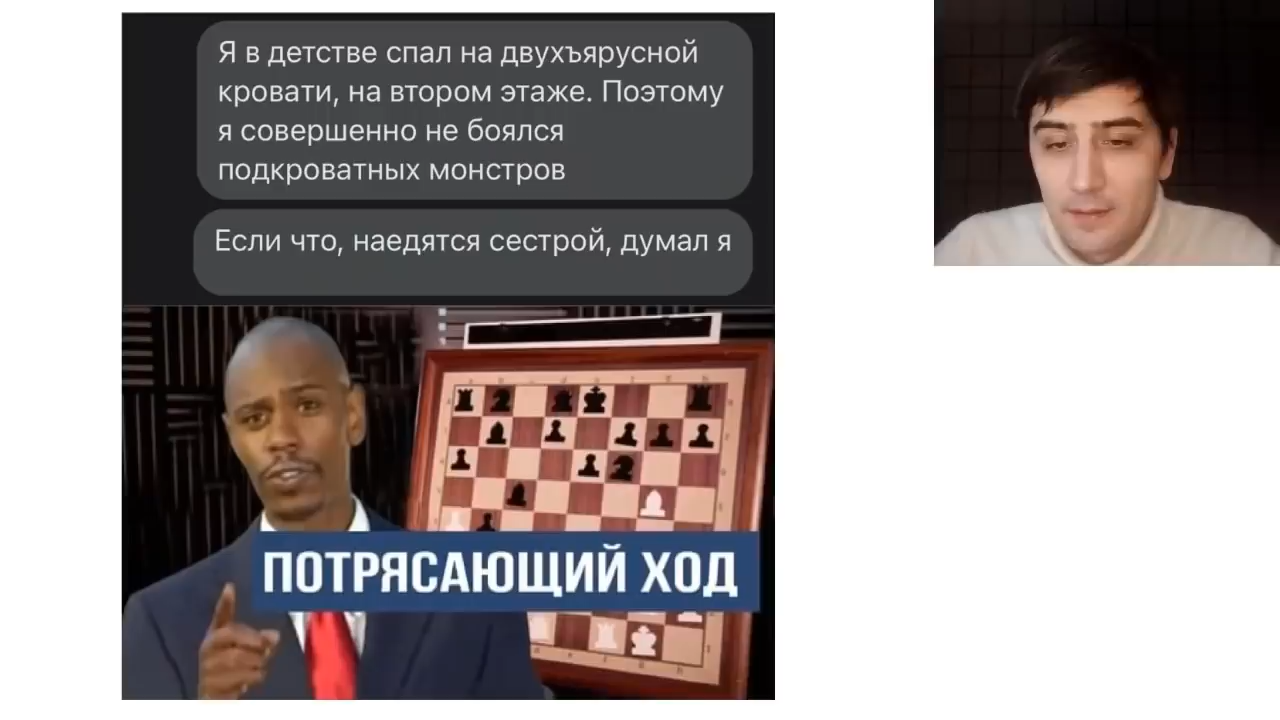 Я в детстве спал на двухъярусной
кровати, на втором этаже. Поэтому
я совершенно не боялся
подкроватных монстров
Если что, наедятся сестрой, думал я
ПОТРЯСАЮЩИЙ ХОД